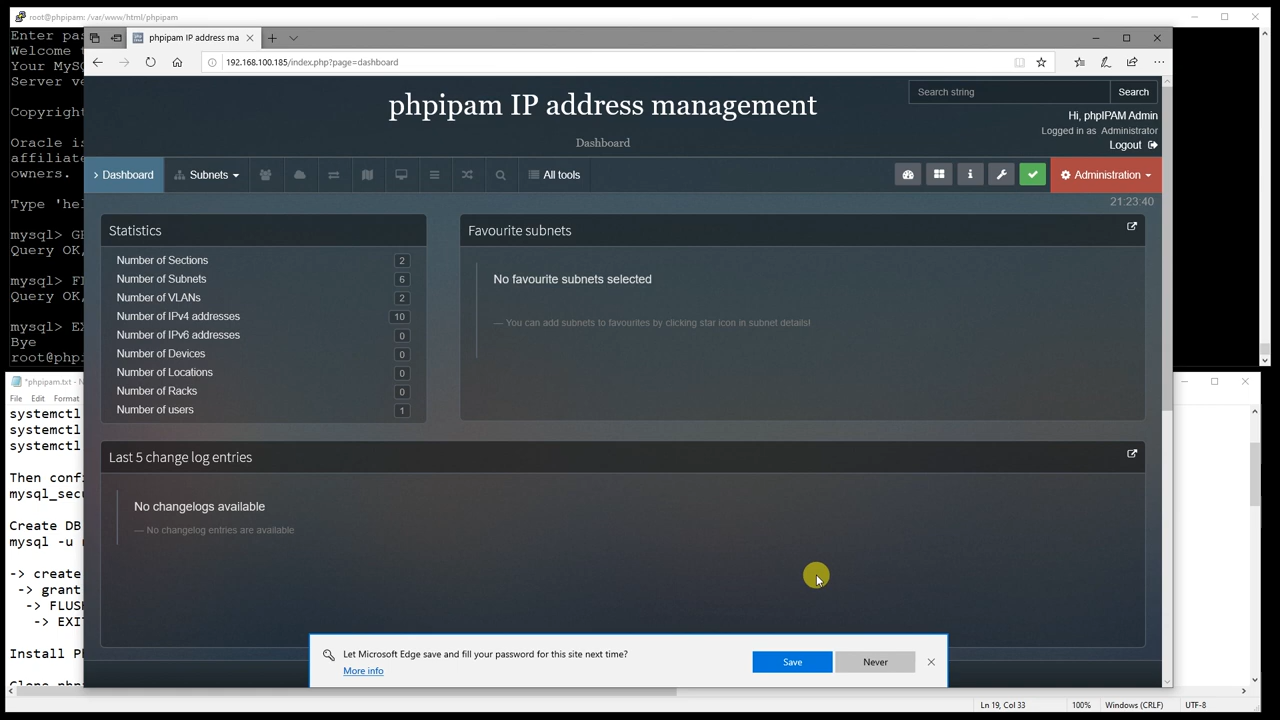 root@phpipam: /var/www/html/phpipam
Enter pas
Welcome t
Your MySQ
Server ve
Copyright
Oracle is
affiliate
owners.
Type 'hel
mysql> GR
Query OK,
mysql> FL
Query OK,
mysql> EX
Bye
root@phpi
phpipam IP address ma
192.168.100.185/index.php?page=dashboard
phpipam IP address management
Dashboard
Search string
Search
Hi, phpIPAM Admin
Logged in as Administrator
Logout
Dashboard
Subnets
All tools
Administration
21:23:40
Statistics
Number of Sections 2
Number of Subnets 6
Number of VLANs 2
Number of IPv4 addresses 10
Number of IPv6 addresses 0
Number of Devices 0
Number of Locations 0
Number of Racks 0
Number of users 1
Favourite subnets
No favourite subnets selected
— You can add subnets to favourites by clicking star icon in subnet details!
Last 5 change log entries
No changelogs available
— No changelog entries are available
Let Microsoft Edge save and fill your password for this site next time?
More info
Save
Never
*phpipam.txt - N
File Edit Format
systemctl
systemctl
systemctl
Then confi
mysql_secu
Create DB
mysql -u
-> create
-> grant
-> FLUSH
-> EXI
Install P
Ln 19, Col 33
100%
Windows (CRLF)
UTF-8